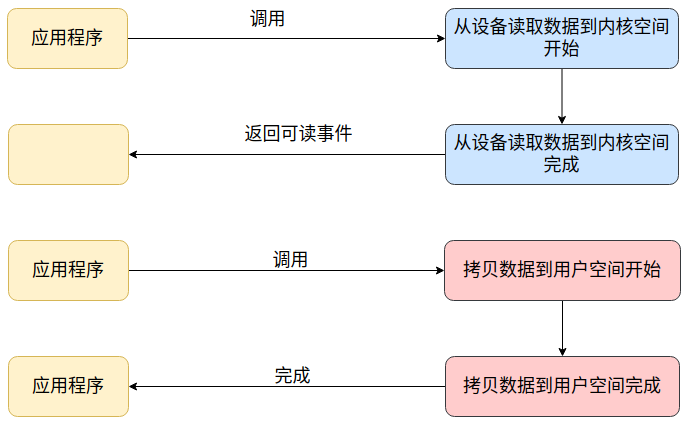 应用程序
调用
从设备读取数据到内核空间
开始
返回可读事件
从设备读取数据到内核空间
完成
应用程序
调用
拷贝数据到用户空间开始
应用程序
完成
拷贝数据到用户空间完成